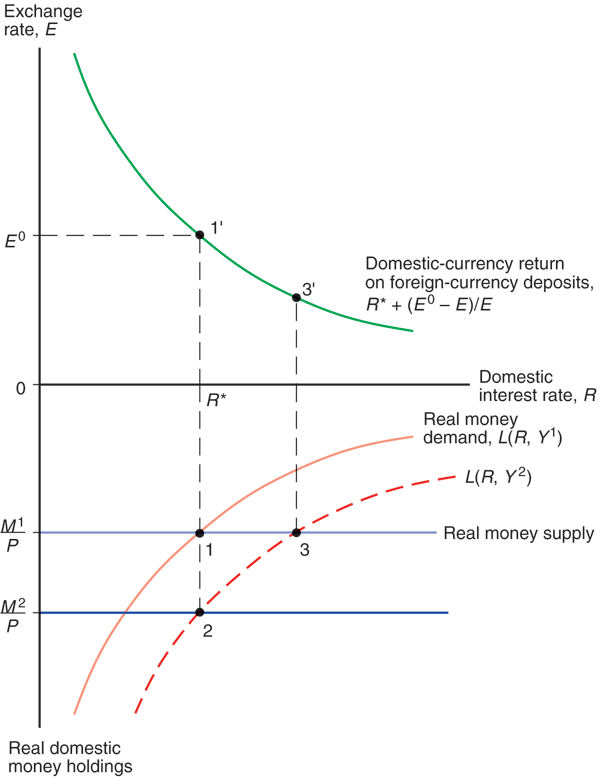 Exchange
rate, E
1'
E⁰
Domestic-currency return
on foreign-currency deposits,
R* + (E⁰ – E)/E
3'
0
Domestic
interest rate, R
R*
Real money
demand, L(R, Y¹)
L(R, Y²)
M¹
P
1
3
Real money supply
M²
P
2
Real domestic
money holdings